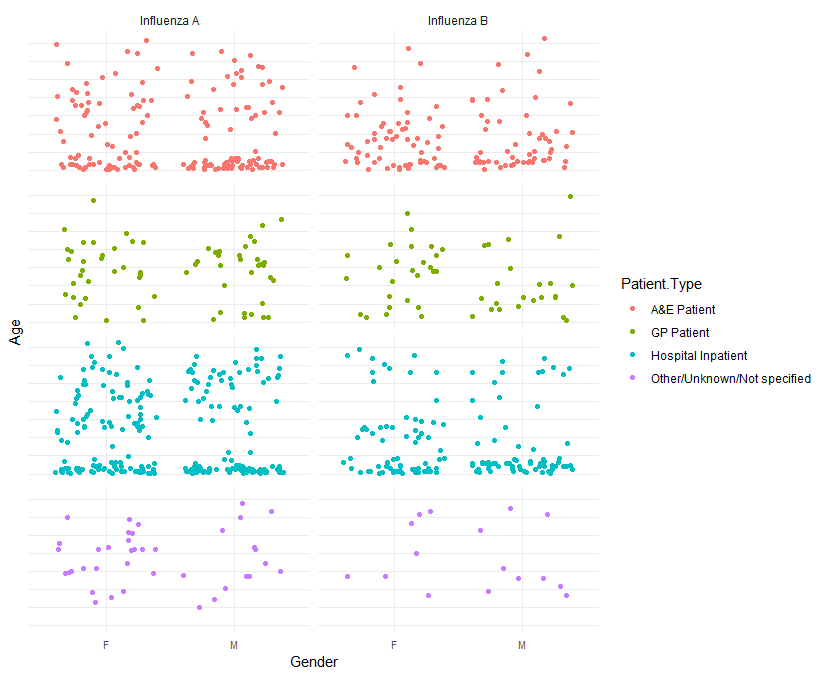 Influenza A
Influenza B
Age
Patient.Type
A&E Patient
GP Patient
Hospital Inpatient
Other/Unknown/Not specified
F
M
F
M
Gender